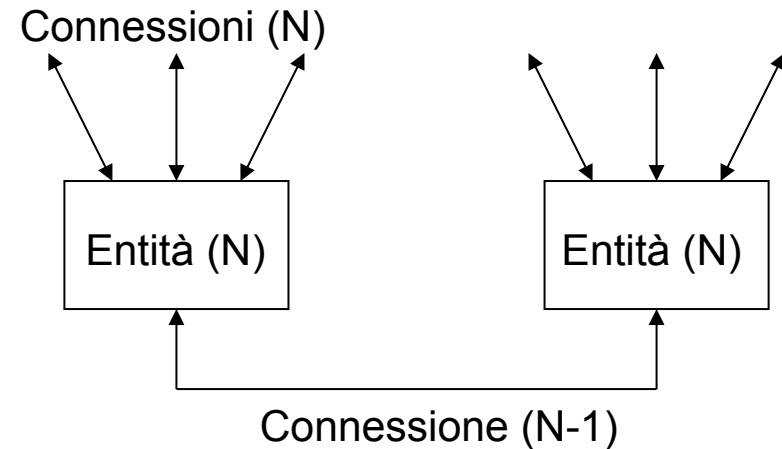 Connessioni (N)
Entità (N)
Entità (N)
Connessione (N-1)